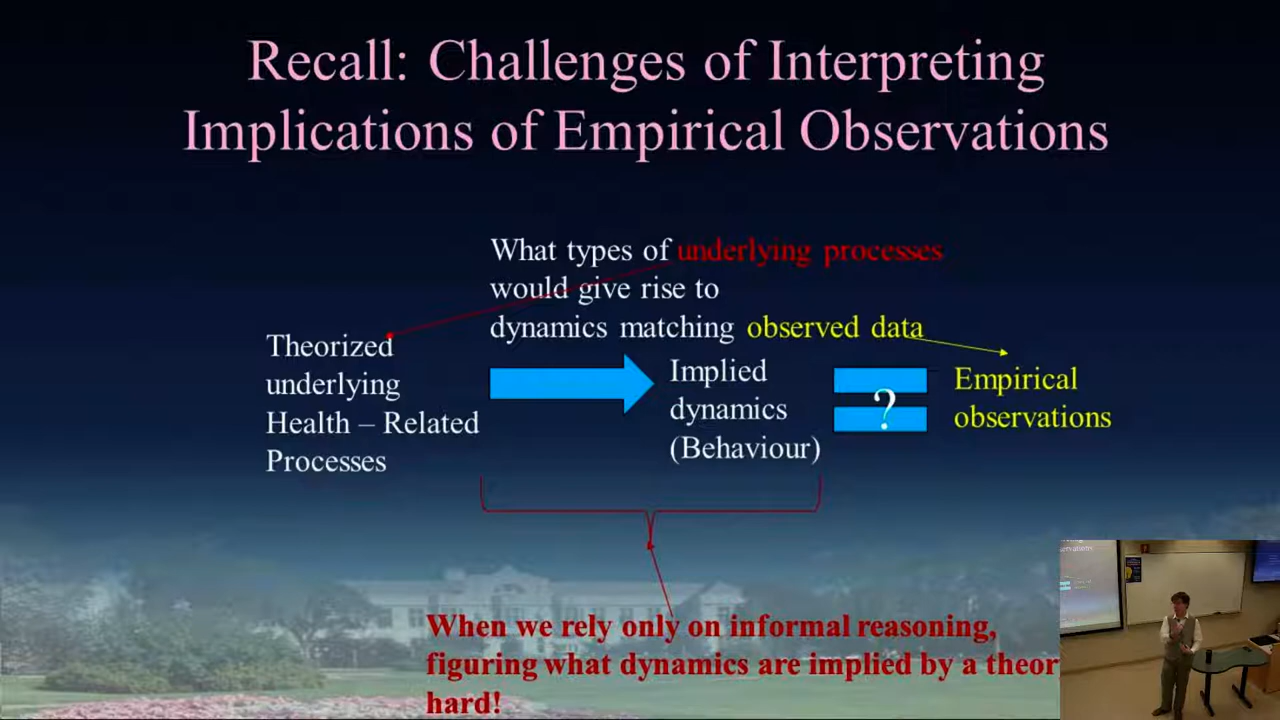 Recall: Challenges of Interpreting
Implications of Empirical Observations
What types of underlying processes
would give rise to
dynamics matching observed data
Theorized
underlying
Health – Related
Processes
Implied
dynamics
(Behaviour)
?
Empirical
observations
When we rely only on informal reasoning,
figuring what dynamics are implied by a theor
hard!